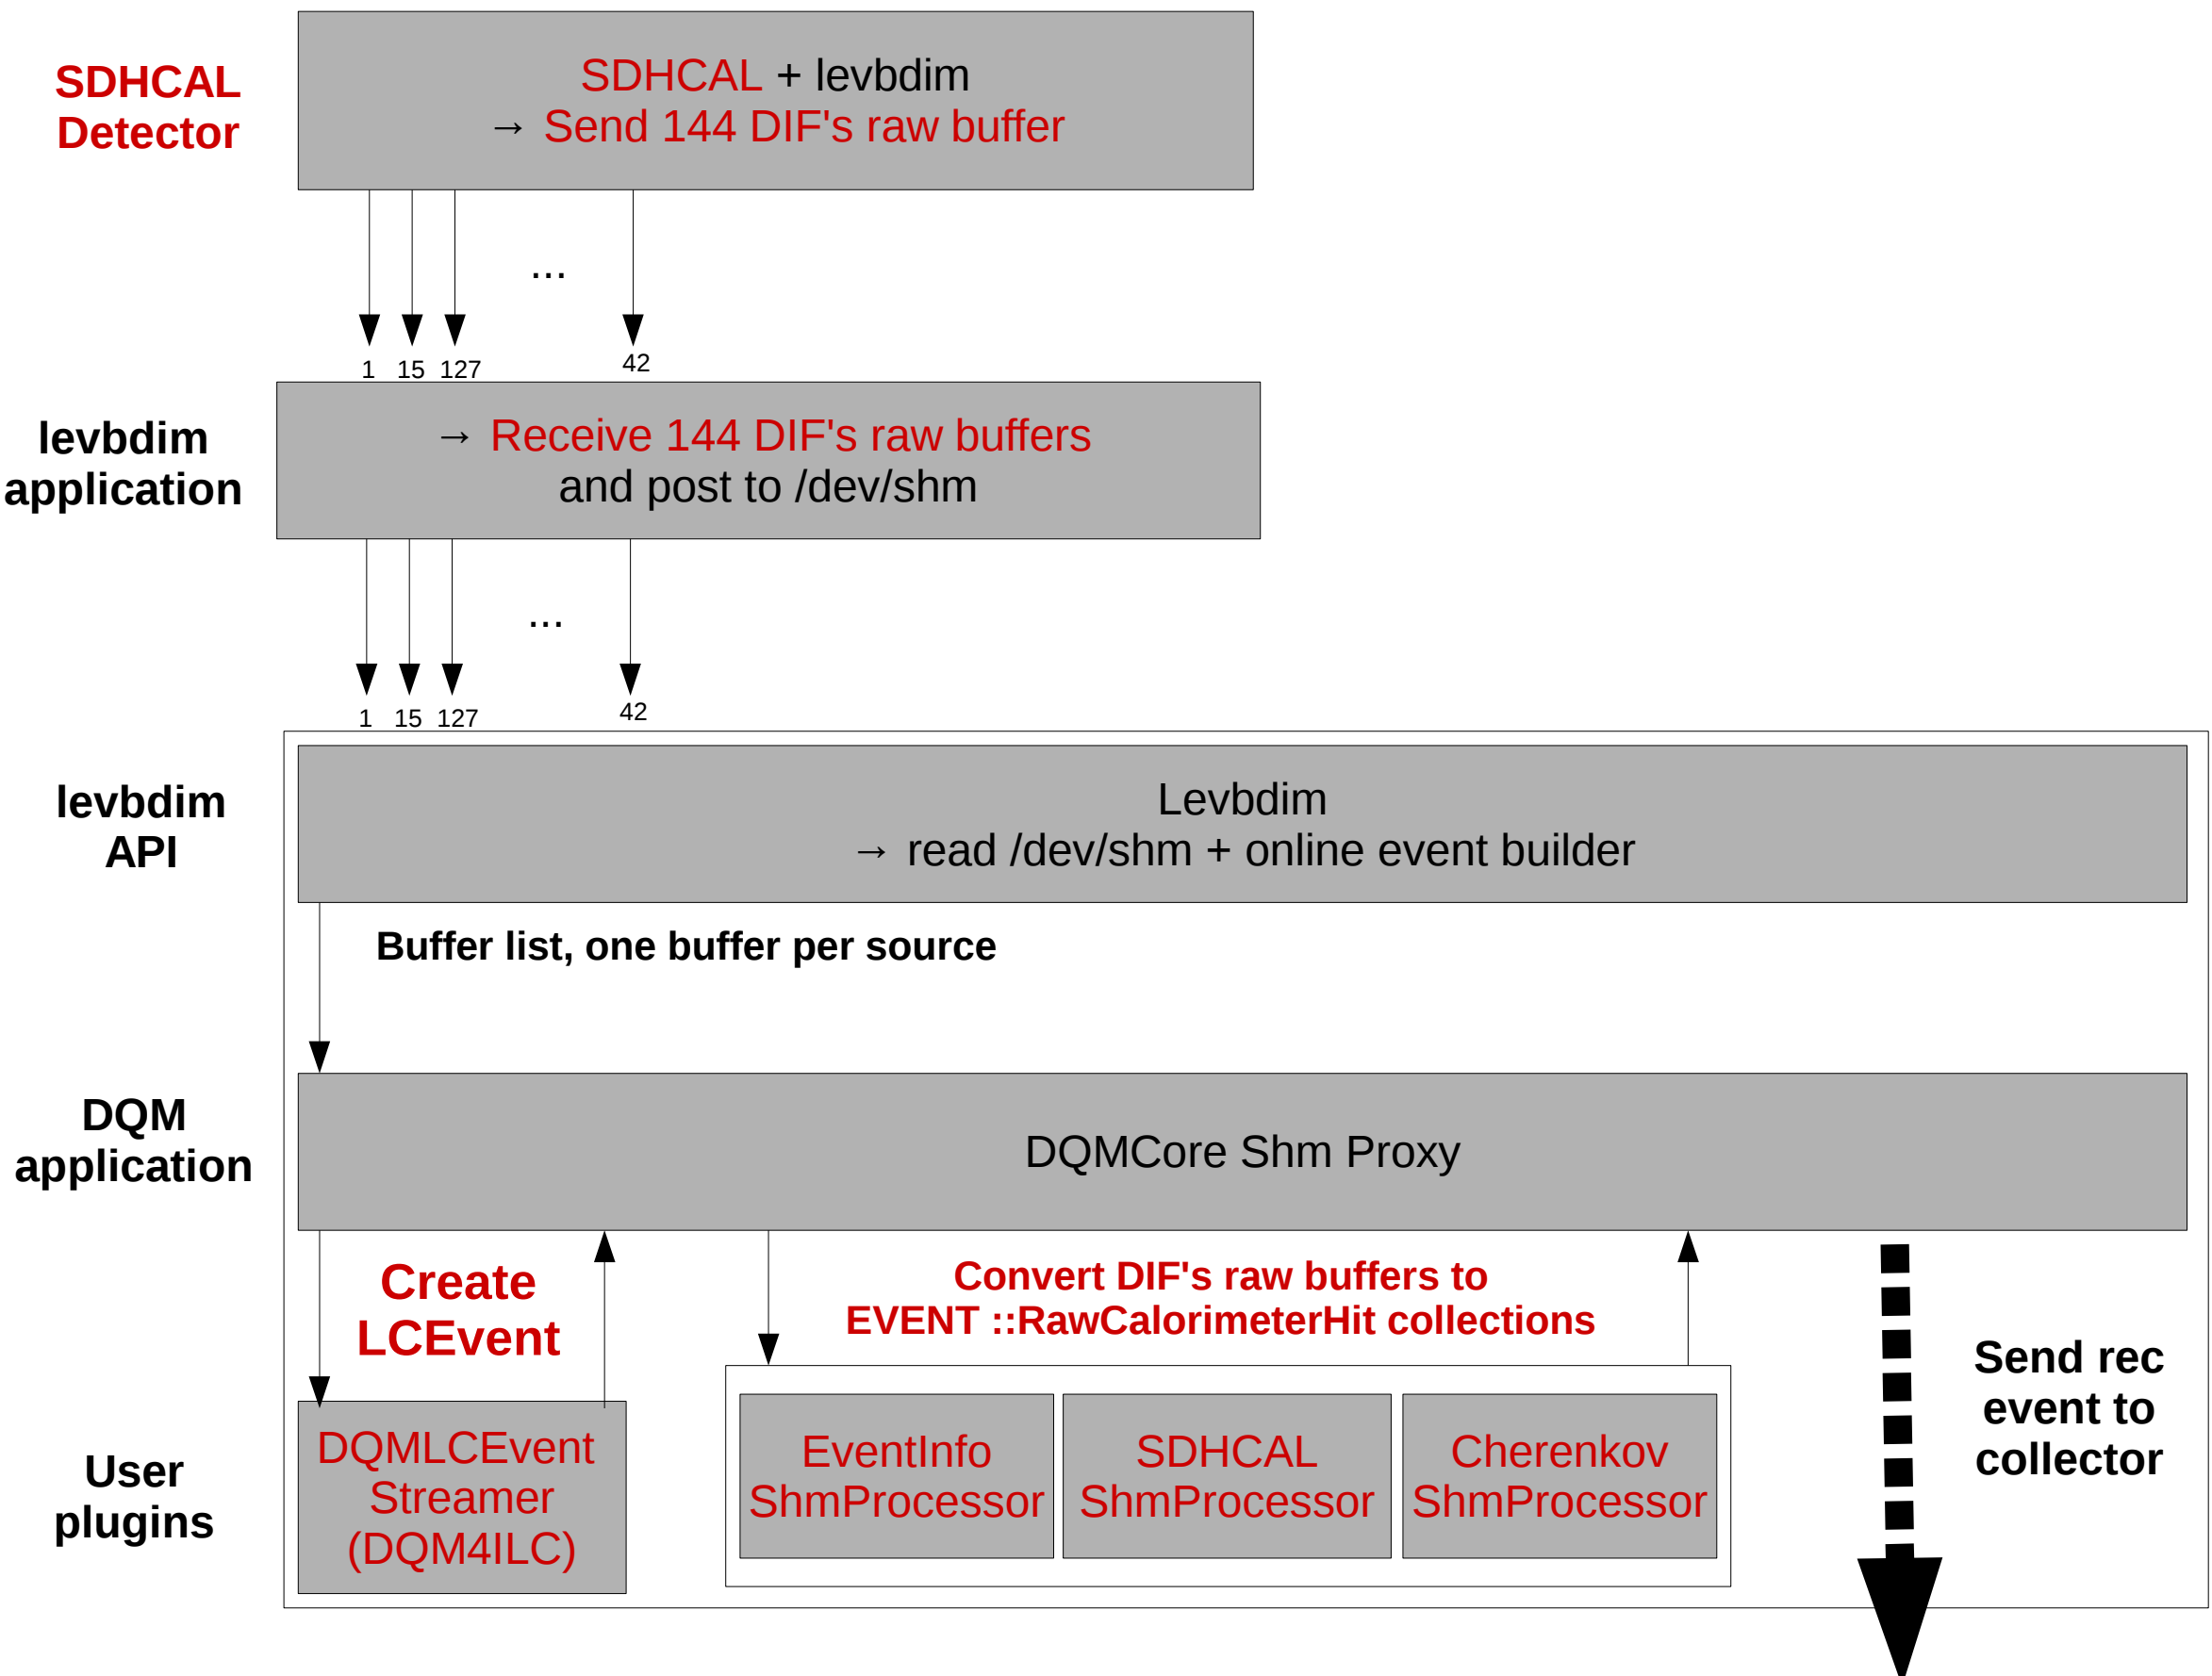 SDHCAL
Detector
SDHCAL + levbdim
→ Send 144 DIF's raw buffer
...
1 15 127 42
levbdim
application
→ Receive 144 DIF's raw buffers
and post to /dev/shm
...
1 15 127 42
levbdim
API
Levbdim
→ read /dev/shm + online event builder
Buffer list, one buffer per source
DQM
application
DQMCore Shm Proxy
Create
LCEvent
Convert DIF's raw buffers to
EVENT ::RawCalorimeterHit collections
Send rec
event to
collector
User
plugins
DQMLCEvent
Streamer
(DQM4ILC)
EventInfo
ShmProcessor
SDHCAL
ShmProcessor
Cherenkov
ShmProcessor